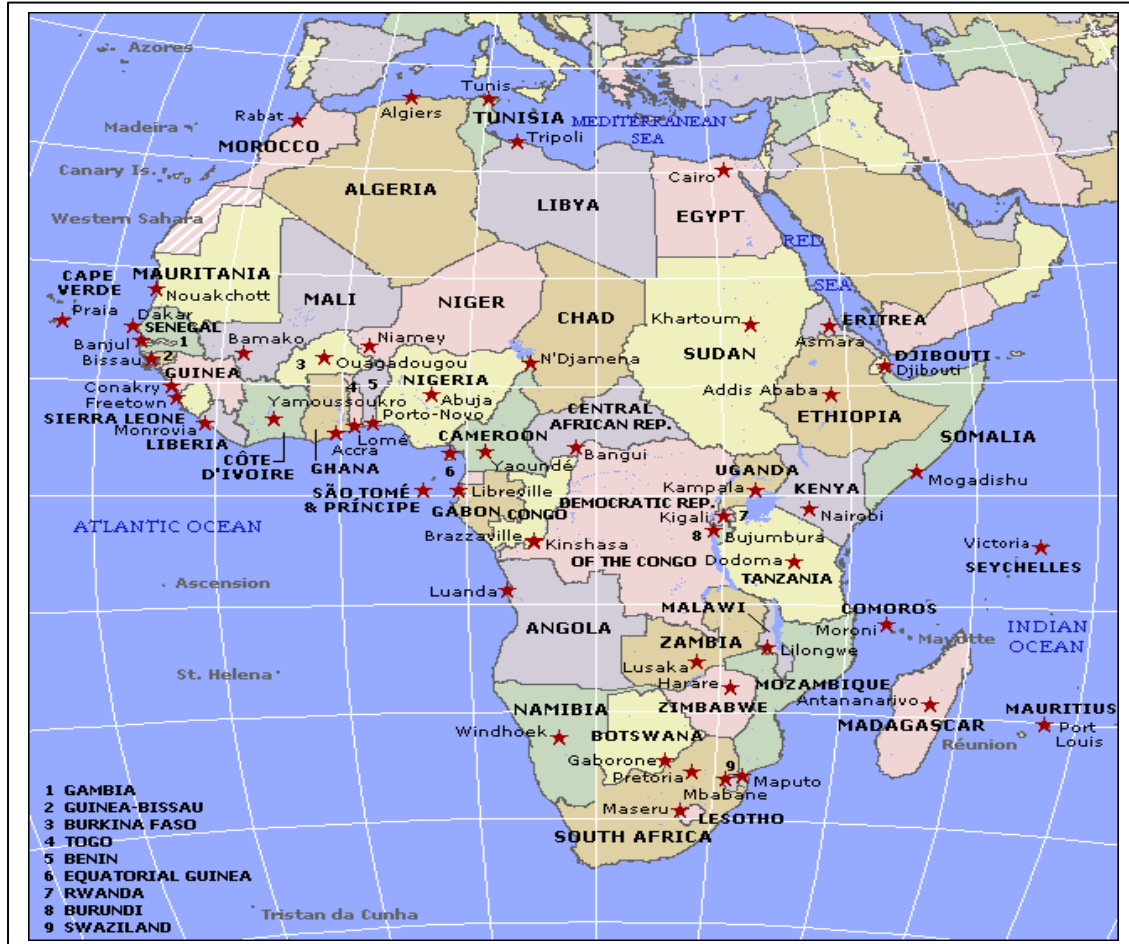 Azores
Tunis
Algiers
Rabat
TUNISIA
MEDITERRANEAN
SEA
Madeira
Tripoli
MOROCCO
Canary Is.
Cairo
ALGERIA
LIBYA
EGYPT
Western Sahara
RED
SEA
CAPE
VERDE
MAURITANIA
Nouakchott
MALI
NIGER
CHAD
Praia
Dakar
SENEGAL
Khartoum
ERITREA
Asmara
Banjul
1
Bamako
Niamey
SUDAN
Bissau
2
3
Ouagadougou
N'Djamena
DJIBOUTI
Djibouti
GUINEA
4
5
NIGERIA
Abuja
Addis Ababa
Conakry
Freetown
Yamoussoukro
Porto-Novo
CENTRAL
AFRICAN REP.
ETHIOPIA
SIERRA LEONE
Monrovia
LIBERIA
Lomé
Accra
CAMEROON
SOMALIA
CÔTE
D'IVOIRE
GHANA
Yaoundé
Bangui
6
UGANDA
Mogadishu
SÃO TOMÉ
& PRÍNCIPE
Libreville
GABON
CONGO
DEMOCRATIC REP.
OF THE CONGO
Kampala
KENYA
Nairobi
Kigali
7
8
Bujumbura
ATLANTIC OCEAN
Brazzaville
Kinshasa
Dodoma
TANZANIA
Victoria
SEYCHELLES
Ascension
Luanda
MALAWI
COMOROS
Moroni
Mayotte
INDIAN
OCEAN
ANGOLA
ZAMBIA
Lilongwe
Lusaka
St. Helena
Harare
MOZAMBIQUE
ZIMBABWE
Antananarivo
MADAGASCAR
MAURITIUS
Port
Louis
Réunion
NAMIBIA
Windhoek
BOTSWANA
Gaborone
Pretoria
9
Maputo
Mbabane
Maseru
LESOTHO
SOUTH AFRICA
1 GAMBIA
2 GUINEA-BISSAU
3 BURKINA FASO
4 TOGO
5 BENIN
6 EQUATORIAL GUINEA
7 RWANDA
8 BURUNDI
9 SWAZILAND
Tristan da Cunha